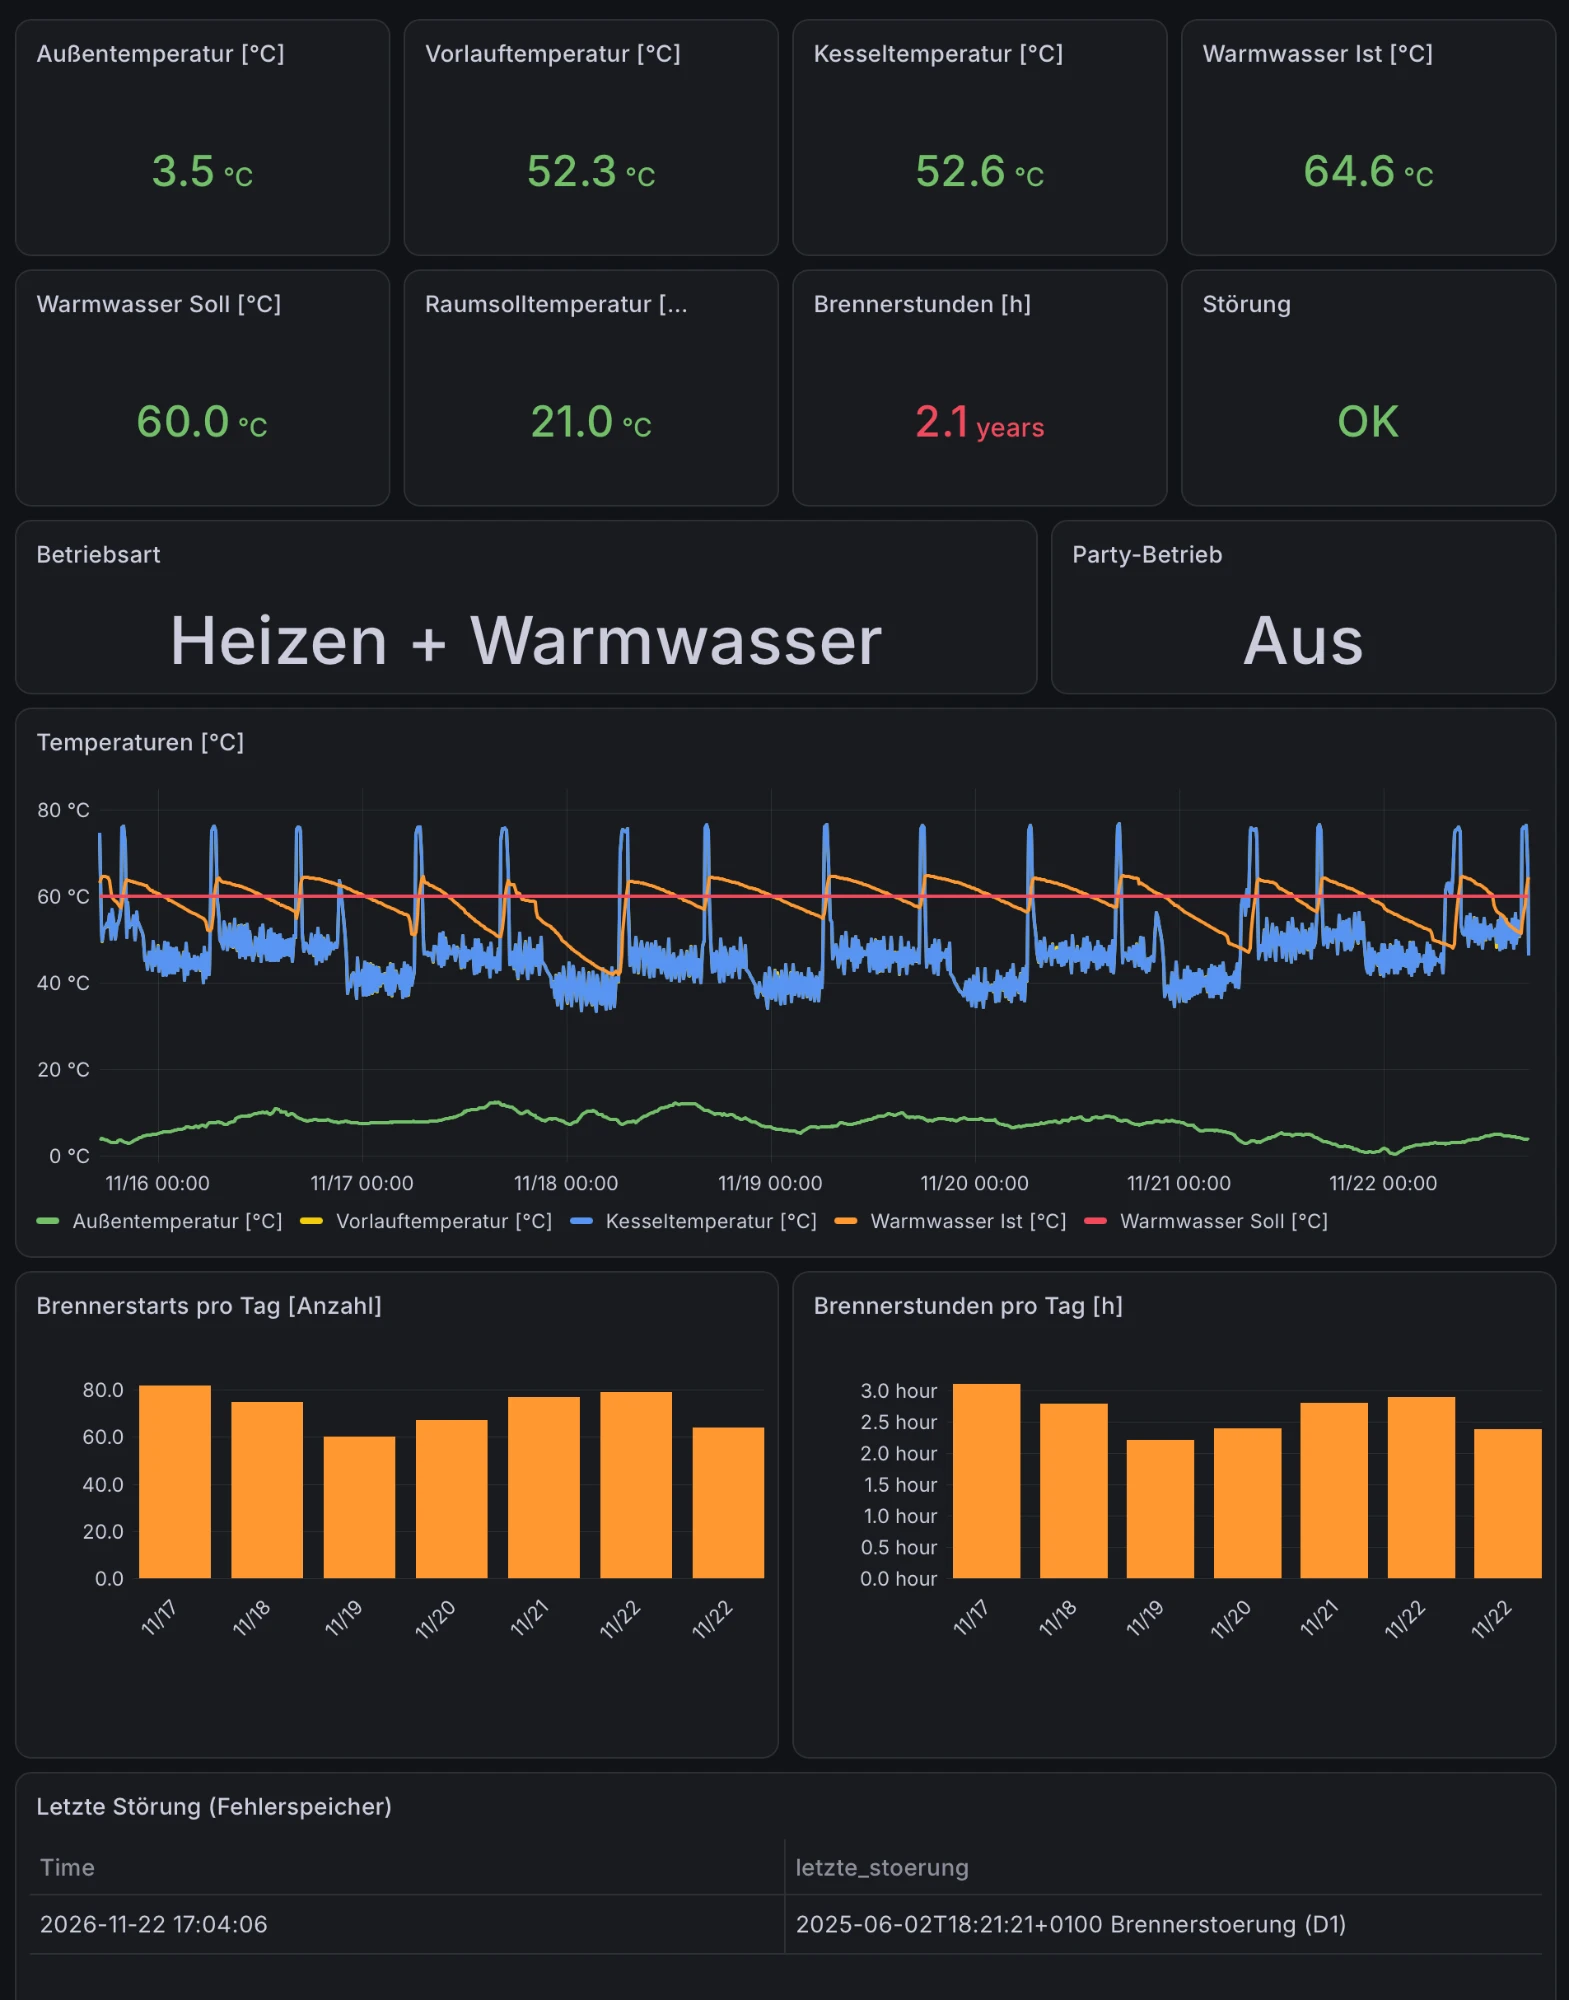 Außentemperatur [°C]
Vorlauftemperatur [°C]
Kesseltemperatur [°C]
Warmwasser Ist [°C]
3.5 °C
52.3 °C
52.6 °C
64.6 °C
Warmwasser Soll [°C]
Raumsolltemperatur [...
Brennerstunden [h]
Störung
60.0 °C
21.0 °C
2.1 years
OK
Betriebsart
Party-Betrieb
Heizen + Warmwasser
Aus
Temperaturen [°C]
80 °C
60 °C
40 °C
20 °C
0 °C
11/16 00:00
11/17 00:00
11/18 00:00
11/19 00:00
11/20 00:00
11/21 00:00
11/22 00:00
Außentemperatur [°C]
Vorlauftemperatur [°C]
Kesseltemperatur [°C]
Warmwasser Ist [°C]
Warmwasser Soll [°C]
Brennerstarts pro Tag [Anzahl]
80.0
60.0
40.0
20.0
0.0
11/17
11/18
11/19
11/20
11/21
11/22
11/22
Brennerstunden pro Tag [h]
3.0 hour
2.5 hour
2.0 hour
1.5 hour
1.0 hour
0.5 hour
0.0 hour
11/17
11/18
11/19
11/20
11/21
11/22
11/22
Letzte Störung (Fehlerspeicher)
Time
letzte_stoerung
2026-11-22 17:04:06
2025-06-02T18:21:21+0100 Brennerstoerung (D1)